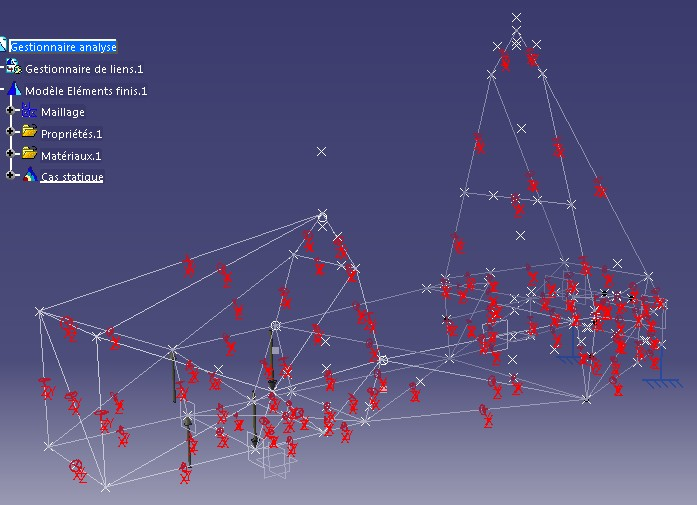 Gestionnaire analyse
Gestionnaire de liens.1
Modèle Eléments finis.1
Maillage
Propriétés.1
Matériaux.1
Cas statique